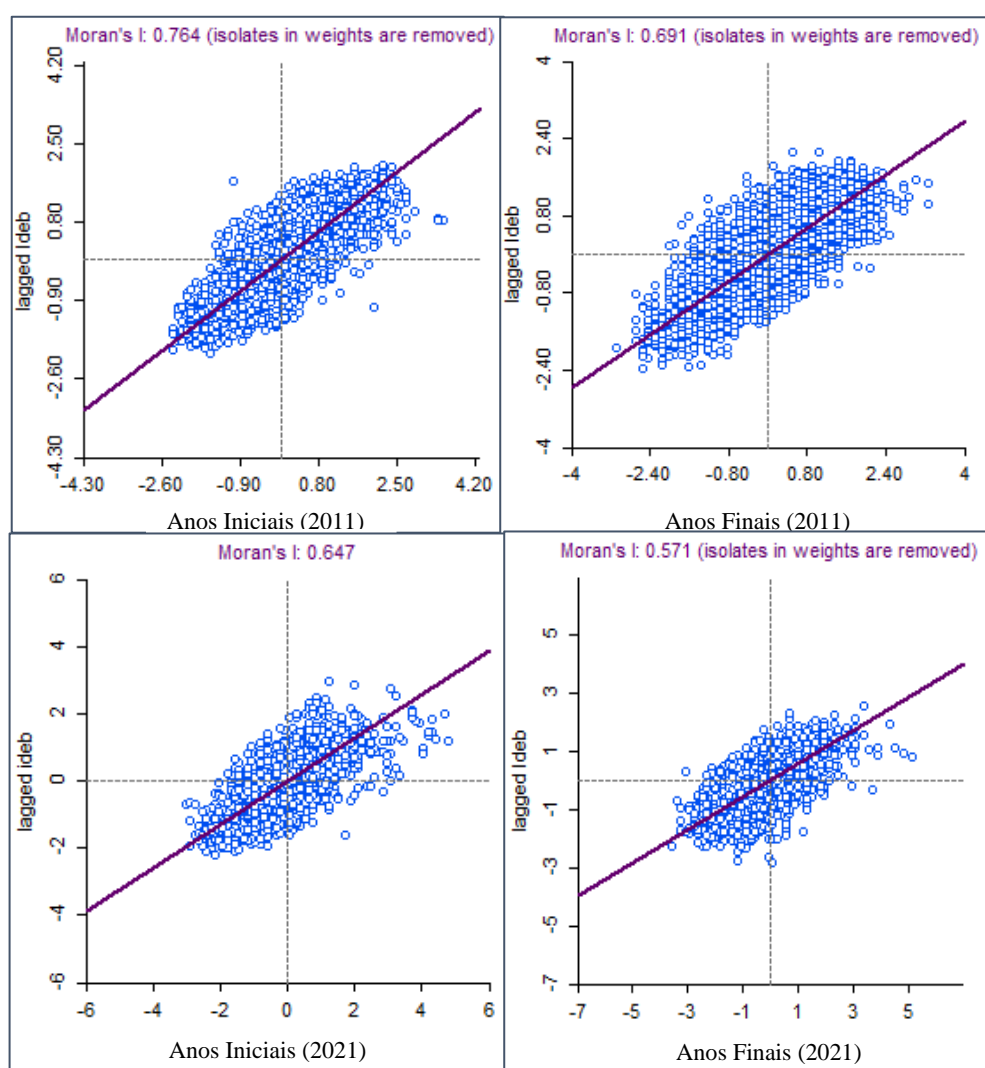 Moran's I: 0.764 (isolates in weights are removed)
4.20
2.50
0.80
-0.90
-2.60
-4.30
lagged Ideb
-4.30 -2.60 -0.90 0.80 2.50 4.20
Anos Iniciais (2011)
Moran's I: 0.691 (isolates in weights are removed)
4
2.40
0.80
-0.80
-2.40
-4
lagged Ideb
-4 -2.40 -0.80 0.80 2.40 4
Anos Finais (2011)
Moran's I: 0.647
6
4
2
0
-2
-4
-6
lagged ideb
-6 -4 -2 0 2 4 6
Anos Iniciais (2021)
Moran's I: 0.571 (isolates in weights are removed)
5
3
1
-1
-3
-5
-7
lagged ideb
-7 -5 -3 -1 1 3 5
Anos Finais (2021)